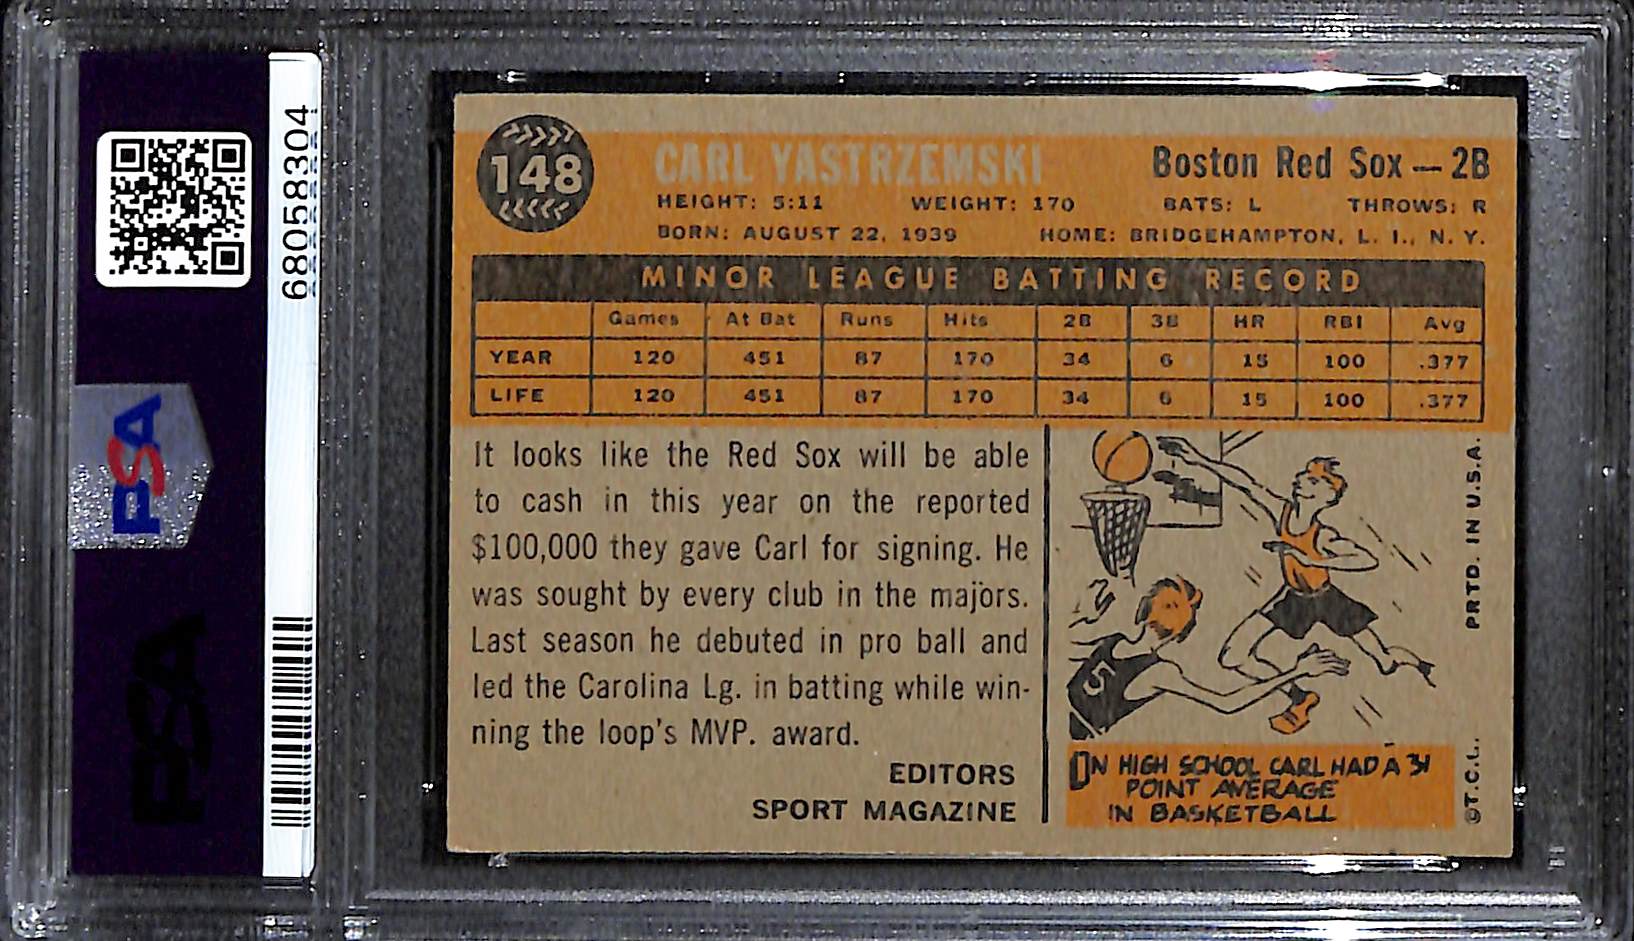 68058304
PSA
PSA
148
CARL YASTRZEMSKI
Boston Red Sox — 2B
HEIGHT: 5:11 WEIGHT: 170 BATS: L THROWS: R
BORN: AUGUST 22, 1939 HOME: BRIDGEHAMPTON, L. I., N. Y.
MINOR LEAGUE BATTING RECORD
Games At Bat Runs Hits 2B 3B HR RBI Avg
YEAR 120 451 87 170 34 6 15 100 .377
LIFE 120 451 87 170 34 6 15 100 .377
It looks like the Red Sox will be able
to cash in this year on the reported
$100,000 they gave Carl for signing. He
was sought by every club in the majors.
Last season he debuted in pro ball and
led the Carolina Lg. in batting while win-
ning the loop's MVP. award.
EDITORS
SPORT MAGAZINE
5
IN HIGH SCHOOL CARL HAD A 31
POINT AVERAGE
IN BASKETBALL
©T.C.L. PRTD. IN U.S.A.